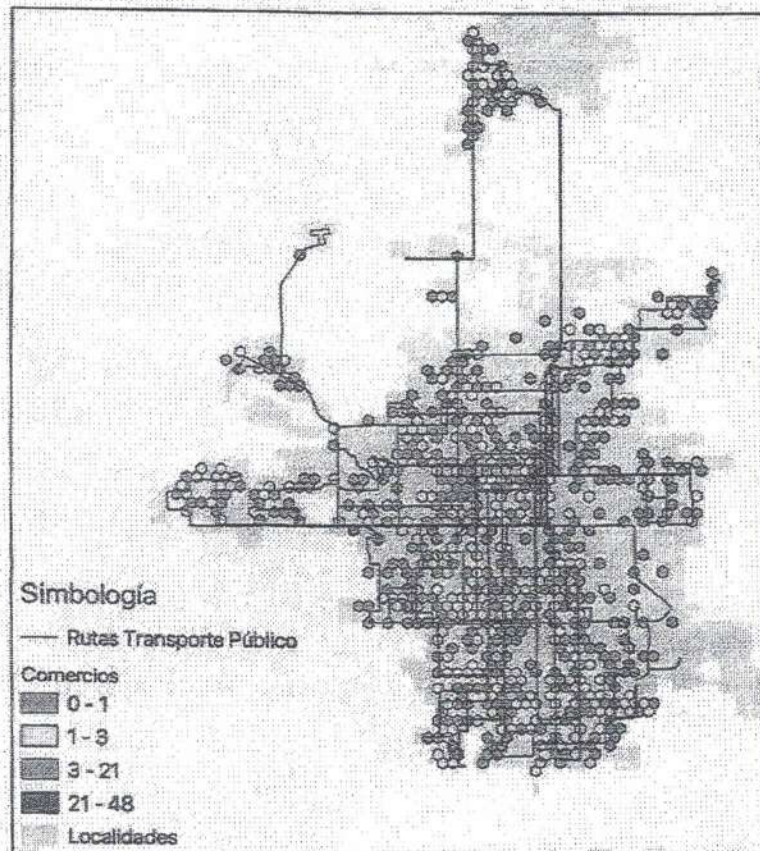 Simbología
Rutas Transporte Público
Comercios
0 - 1
1 - 3
3 - 21
21 - 48
Localidades